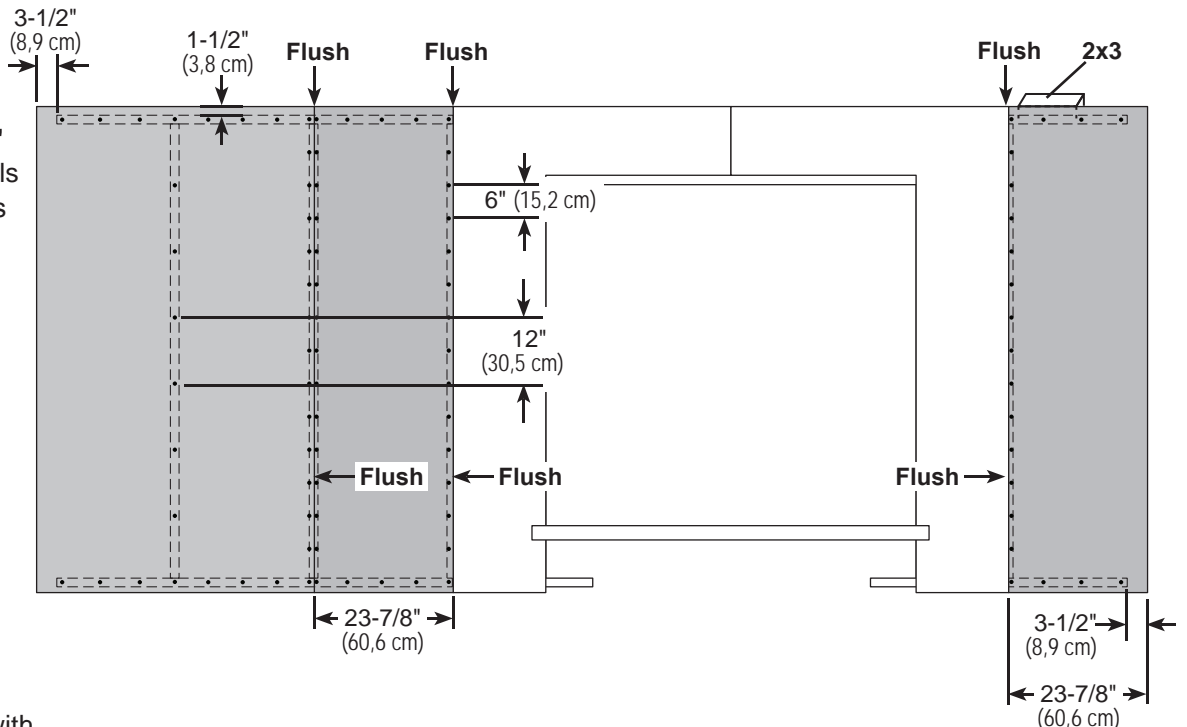 3-1/2"
(8,9 cm)
1-1/2"
(3,8 cm)
Flush
Flush
Flush
2x3
ls
s
6" (15,2 cm)
12"
(30,5 cm)
Flush
Flush
Flush
23-7/8"
(60,6 cm)
3-1/2"
(8,9 cm)
23-7/8"
(60,6 cm)
with